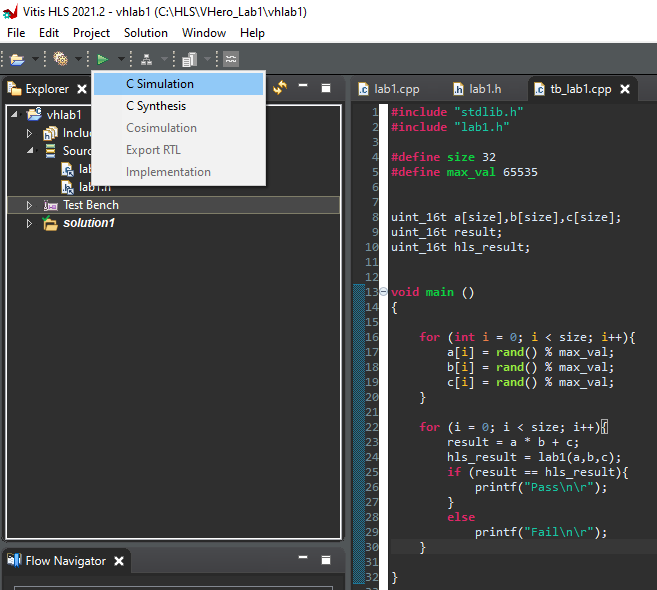 Vitis HLS 2021.2 - vhlab1 (C:\HLS\VHero_Lab1\vhlab1)
File Edit Project Solution Window Help
Explorer
C Simulation
C Synthesis
Cosimulation
Export RTL
Implementation
vhlab1
Inclu
Sourc
lab
lab1.h
Test Bench
solution1
Flow Navigator
lab1.cpp lab1.h tb_lab1.cpp
1 #include "stdlib.h"
2 #include "lab1.h"
3
4 #define size 32
5 #define max_val 65535
6
7
8 uint_16t a[size],b[size],c[size];
9 uint_16t result;
10 uint_16t hls_result;
11
12
13 void main ()
14 {
15
16 for (int i = 0; i < size; i++){
17 a[i] = rand() % max_val;
18 b[i] = rand() % max_val;
19 c[i] = rand() % max_val;
20 }
21
22 for (i = 0; i < size; i++){
23 result = a * b + c;
24 hls_result = lab1(a,b,c);
25 if (result == hls_result){
26 printf("Pass\n\r");
27 }
28 else
29 printf("Fail\n\r");
30 }
31
32 }